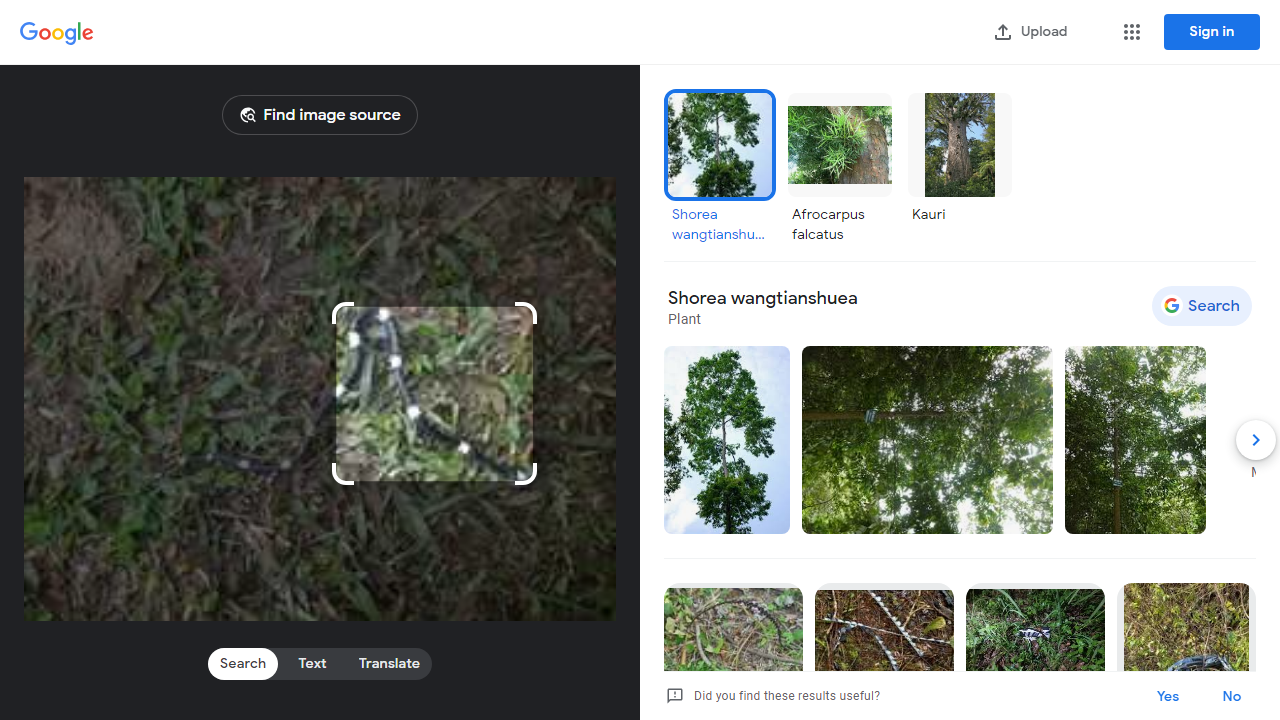 Google
Upload
Sign in
Find image source
Shorea
wangtianshu...
Afrocarpus
falcatus
Kauri
Shorea wangtianshuea
Plant
Search
Search
Text
Translate
Did you find these results useful?
Yes
No